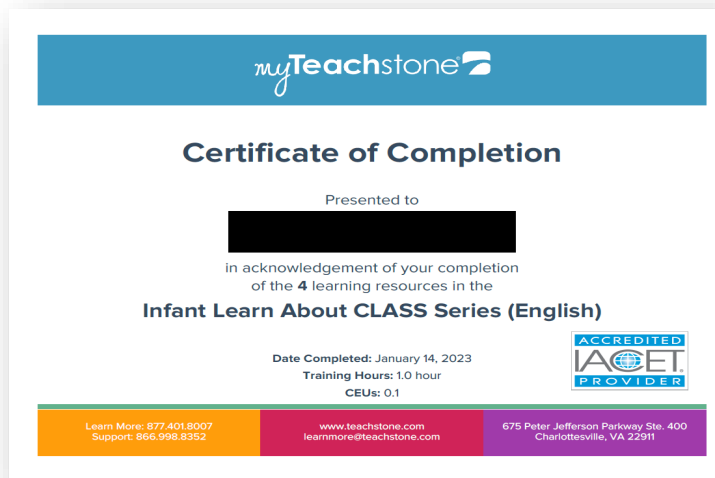 myTeachstone
Certificate of Completion
Presented to
in acknowledgement of your completion
of the 4 learning resources in the
Infant Learn About CLASS Series (English)
Date Completed: January 14, 2023
Training Hours: 1.0 hour
CEUs: 0.1
ACCREDITED
IACET
PROVIDER
Learn More: 877.401.8007
Support: 866.998.8352
www.teachstone.com
learnmore@teachstone.com
675 Peter Jefferson Parkway Ste. 400
Charlottesville, VA 22911